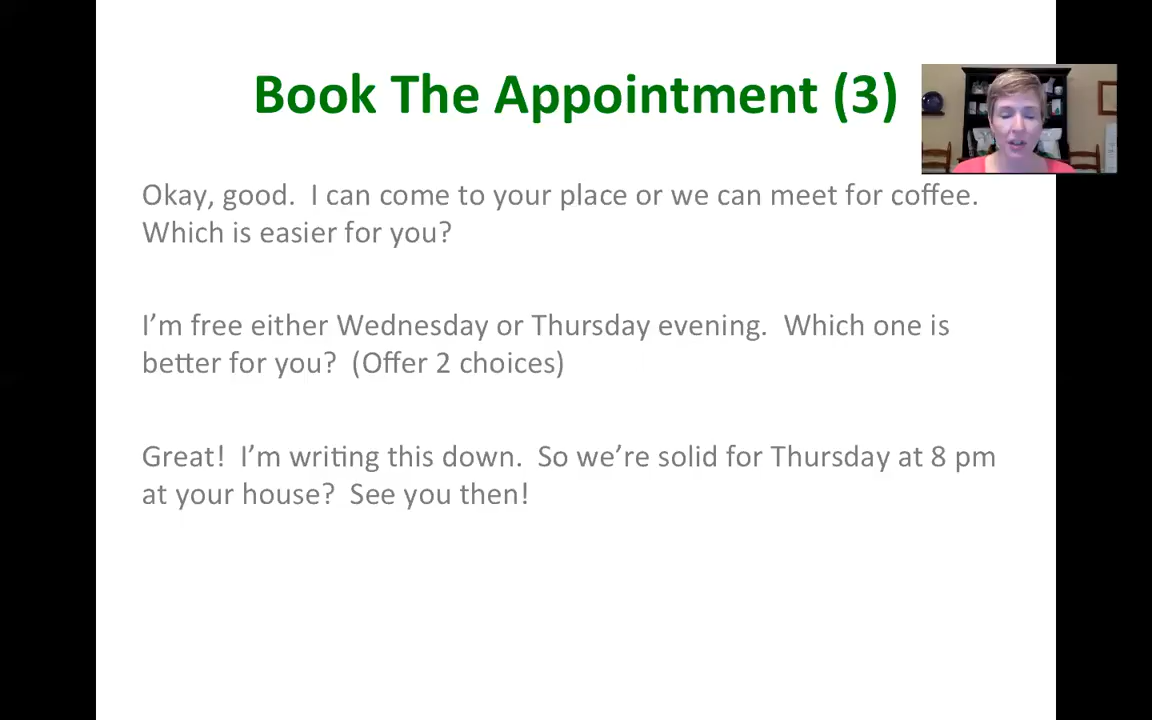 Book The Appointment (3)
Okay, good.  I can come to your place or we can meet for coffee.
Which is easier for you?
I’m free either Wednesday or Thursday evening.  Which one is
better for you?  (Offer 2 choices)
Great!  I’m writing this down.  So we’re solid for Thursday at 8 pm
at your house?  See you then!